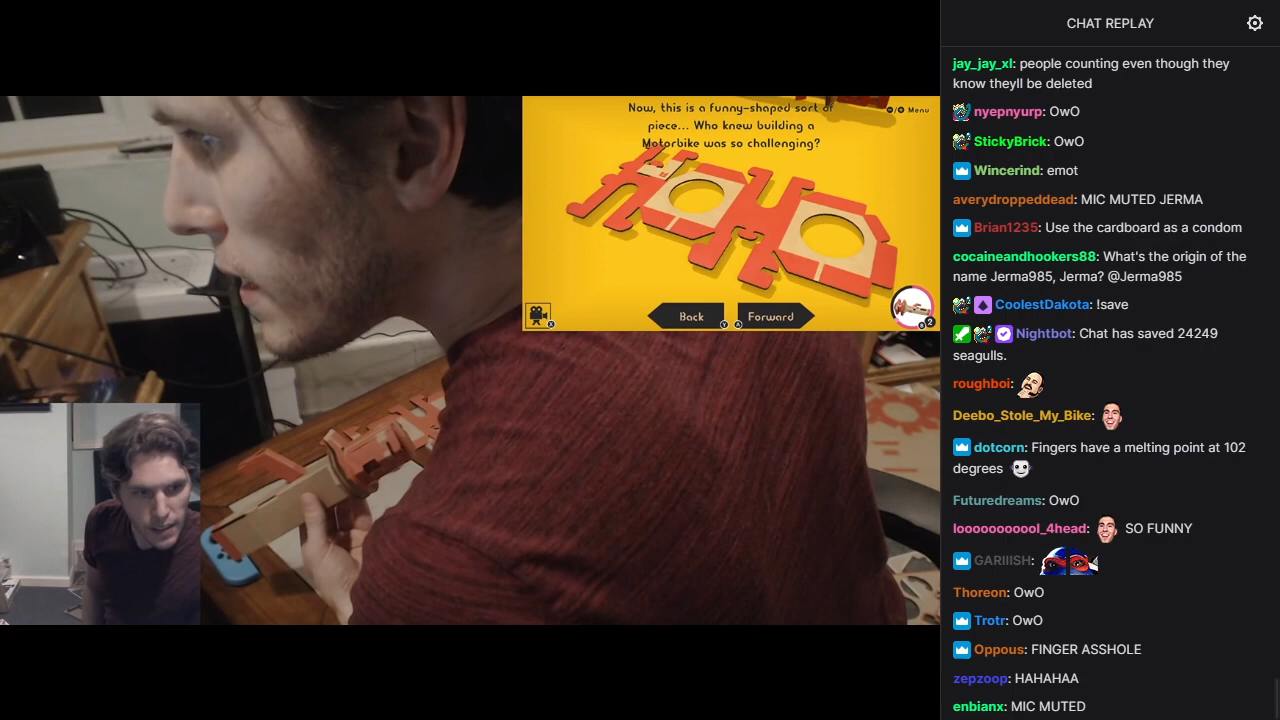 Now, this is a funny-shaped sort of
piece... Who knew building a
Motorbike was so challenging?
Menu
Back
Forward
CHAT REPLAY
jay_jay_xl: people counting even though they
know theyll be deleted
nyepnyurp: OwO
StickyBrick: OwO
Wincerind: emot
averydroppeddead: MIC MUTED JERMA
Brian1235: Use the cardboard as a condom
cocaineandhookers88: What's the origin of the
name Jerma985, Jerma? @Jerma985
CoolestDakota: !save
Nightbot: Chat has saved 24249
seagulls.
roughboi:
Deebo_Stole_My_Bike:
dotcorn: Fingers have a melting point at 102
degrees
Futuredreams: OwO
loooooooool_4head: SO FUNNY
GARIIISH:
Thoreon: OwO
Trotr: OwO
Oppous: FINGER ASSHOLE
zepzoop: HAHAHAA
enbianx: MIC MUTED